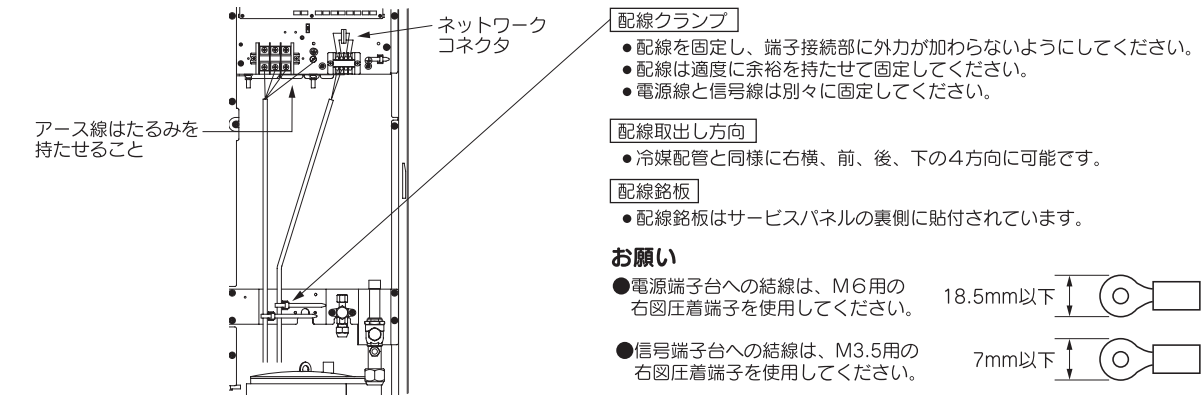 ネットワーク
コネクタ
アース線はたるみを
持たせること
配線クランプ
●配線を固定し、端子接続部に外力が加わらないようにしてください。
●配線は適度に余裕を持たせて固定してください。
●電源線と信号線は別々に固定してください。
配線取出し方向
●冷媒配管と同様に右横、前、後、下の4方向に可能です。
配線銘板
●配線銘板はサービスパネルの裏側に貼付されています。
お願い
●電源端子台への結線は、M6用の
右図圧着端子を使用してください。
18.5mm以下
●信号端子台への結線は、M3.5用の
右図圧着端子を使用してください。
7mm以下